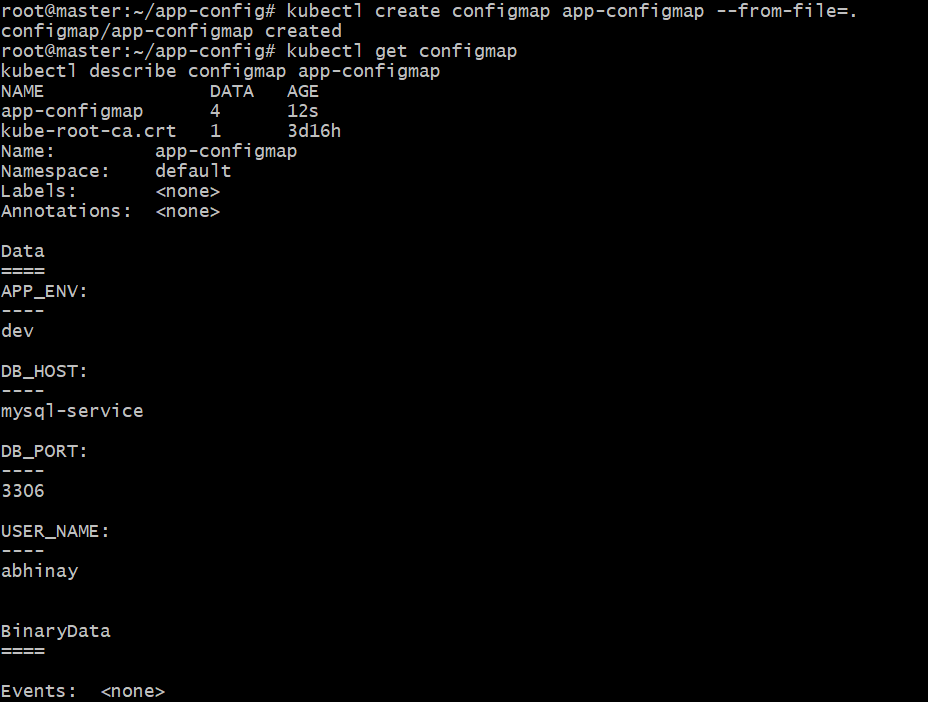 root@master:~/app-config# kubectl create configmap app-configmap --from-file=.
configmap/app-configmap created
root@master:~/app-config# kubectl get configmap
kubectl describe configmap app-configmap
NAME               DATA   AGE
app-configmap      4      12s
kube-root-ca.crt   1      3d16h
Name:         app-configmap
Namespace:    default
Labels:       <none>
Annotations:  <none>

Data
====
APP_ENV:
----
dev

DB_HOST:
----
mysql-service

DB_PORT:
----
3306

USER_NAME:
----
abhinay


BinaryData
====

Events:  <none>